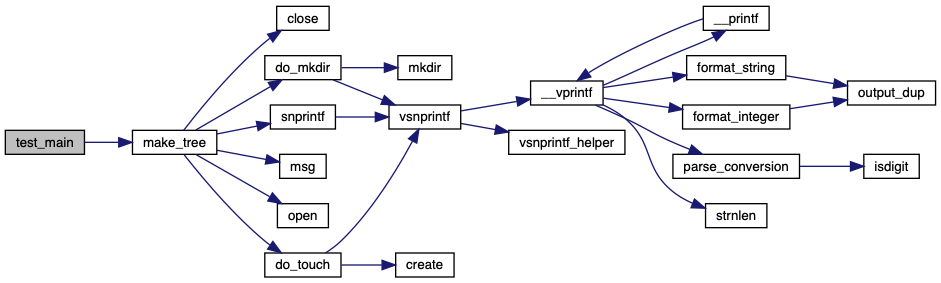 test_main
make_tree
close
do_mkdir
snprintf
msg
open
do_touch
mkdir
vsnprintf
create
__vprintf
vsnprintf_helper
__printf
format_string
format_integer
parse_conversion
strnlen
output_dup
isdigit